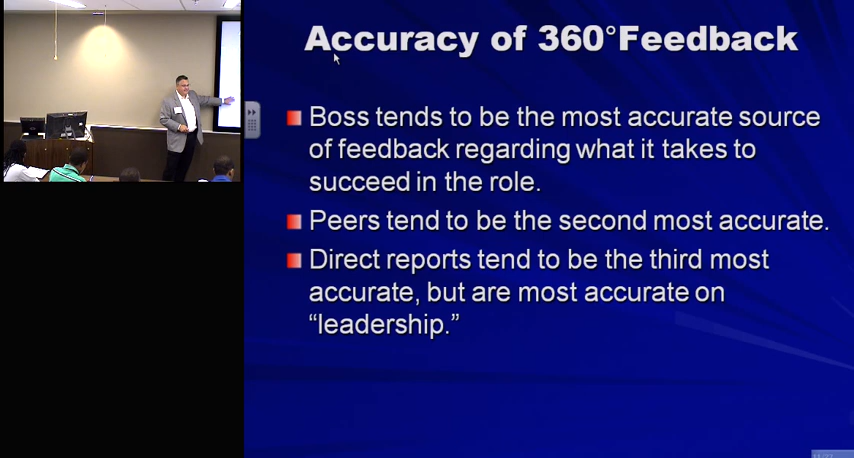 Accuracy of 360°Feedback
Boss tends to be the most accurate source
of feedback regarding what it takes to
succeed in the role.
Peers tend to be the second most accurate.
Direct reports tend to be the third most
accurate, but are most accurate on
“leadership.”